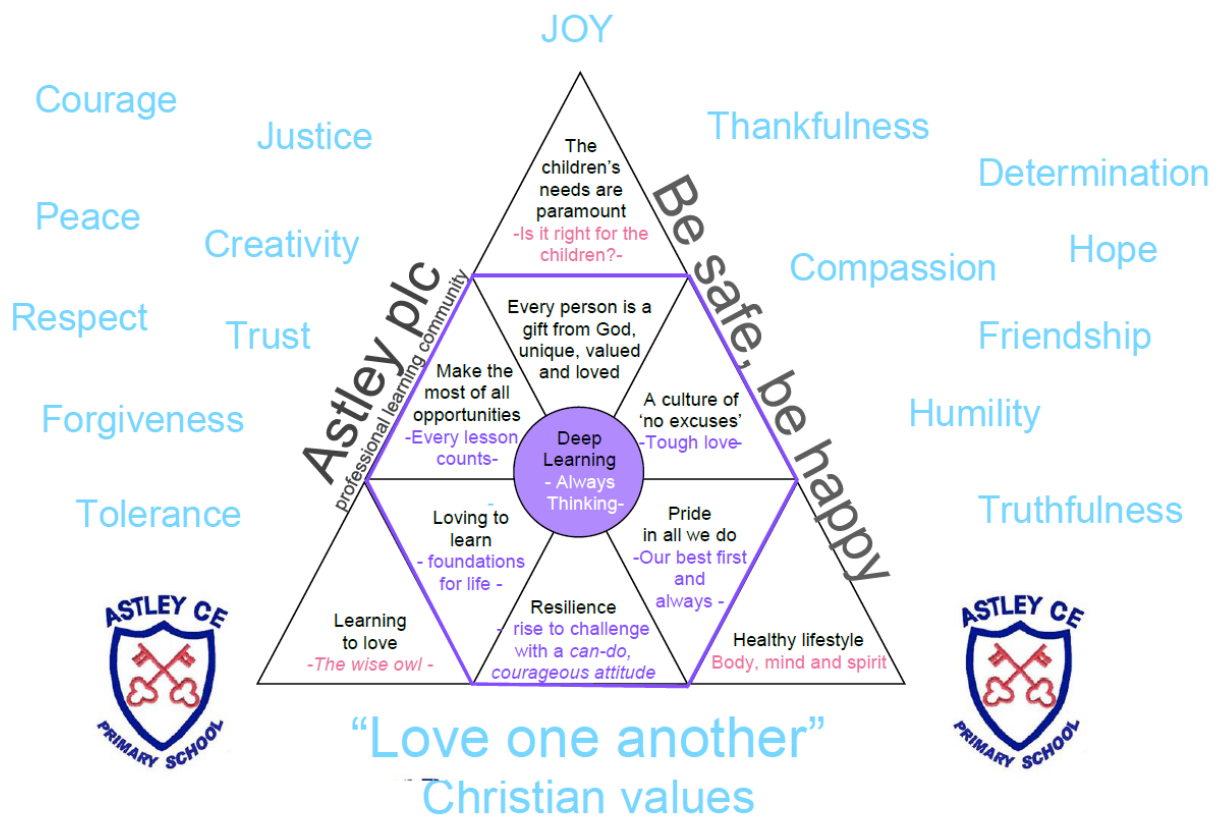 JOY
Courage
Justice
Thankfulness
Determination
Peace
Creativity
Compassion
Hope
Respect
Trust
Friendship
Forgiveness
Humility
Tolerance
Truthfulness
Astley plc
professional learning community
Be safe, be happy
The
children's
needs are
paramount
-Is it right for the
children?-
Every person is a
gift from God,
unique, valued
and loved
Make the
most of all
opportunities
-Every lesson
counts-
A culture of
'no excuses'
-Tough love-
Deep
Learning
- Always
Thinking-
-
Loving to
learn
- foundations
for life -
Pride
in all we do
-Our best first
and
always -
Learning
to love
-The wise owl -
Resilience
- rise to challenge
with a can-do,
courageous attitude
Healthy lifestyle
Body, mind and spirit
ASTLEY CE
PRIMARY SCHOOL
ASTLEY CE
PRIMARY SCHOOL
“Love one another”
Christian values